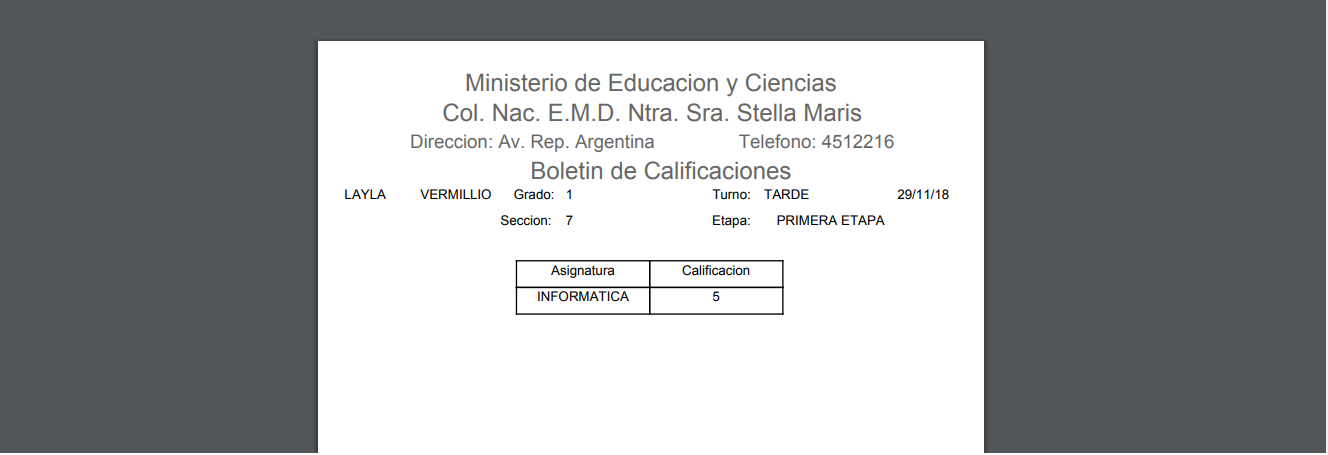 Ministerio de Educacion y Ciencias
Col. Nac. E.M.D. Ntra. Sra. Stella Maris
Direccion: Av. Rep. Argentina Telefono: 4512216
Boletin de Calificaciones
LAYLA VERMILLIO Grado: 1 Turno: TARDE 29/11/18
Seccion: 7 Etapa: PRIMERA ETAPA
Asignatura Calificacion
INFORMATICA 5